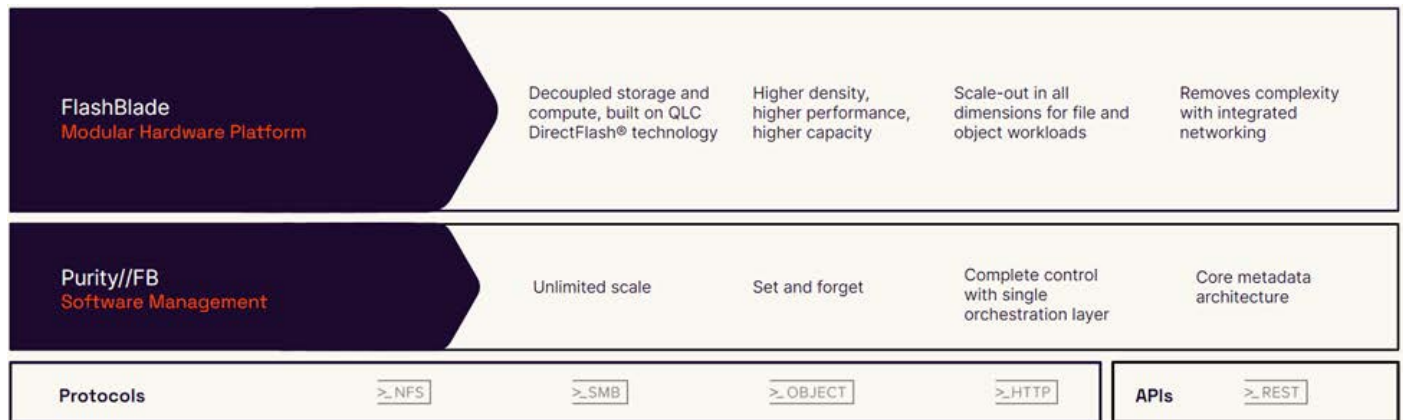 FlashBlade
Modular Hardware Platform
Decoupled storage and
compute, built on QLC
DirectFlash® technology
Higher density,
higher performance,
higher capacity
Scale-out in all
dimensions for file and
object workloads
Removes complexity
with integrated
networking
Purity//FB
Software Management
Unlimited scale
Set and forget
Complete control
with single
orchestration layer
Core metadata
architecture
Protocols
>_NFS
>_SMB
>_OBJECT
>_HTTP
APIs
>_REST